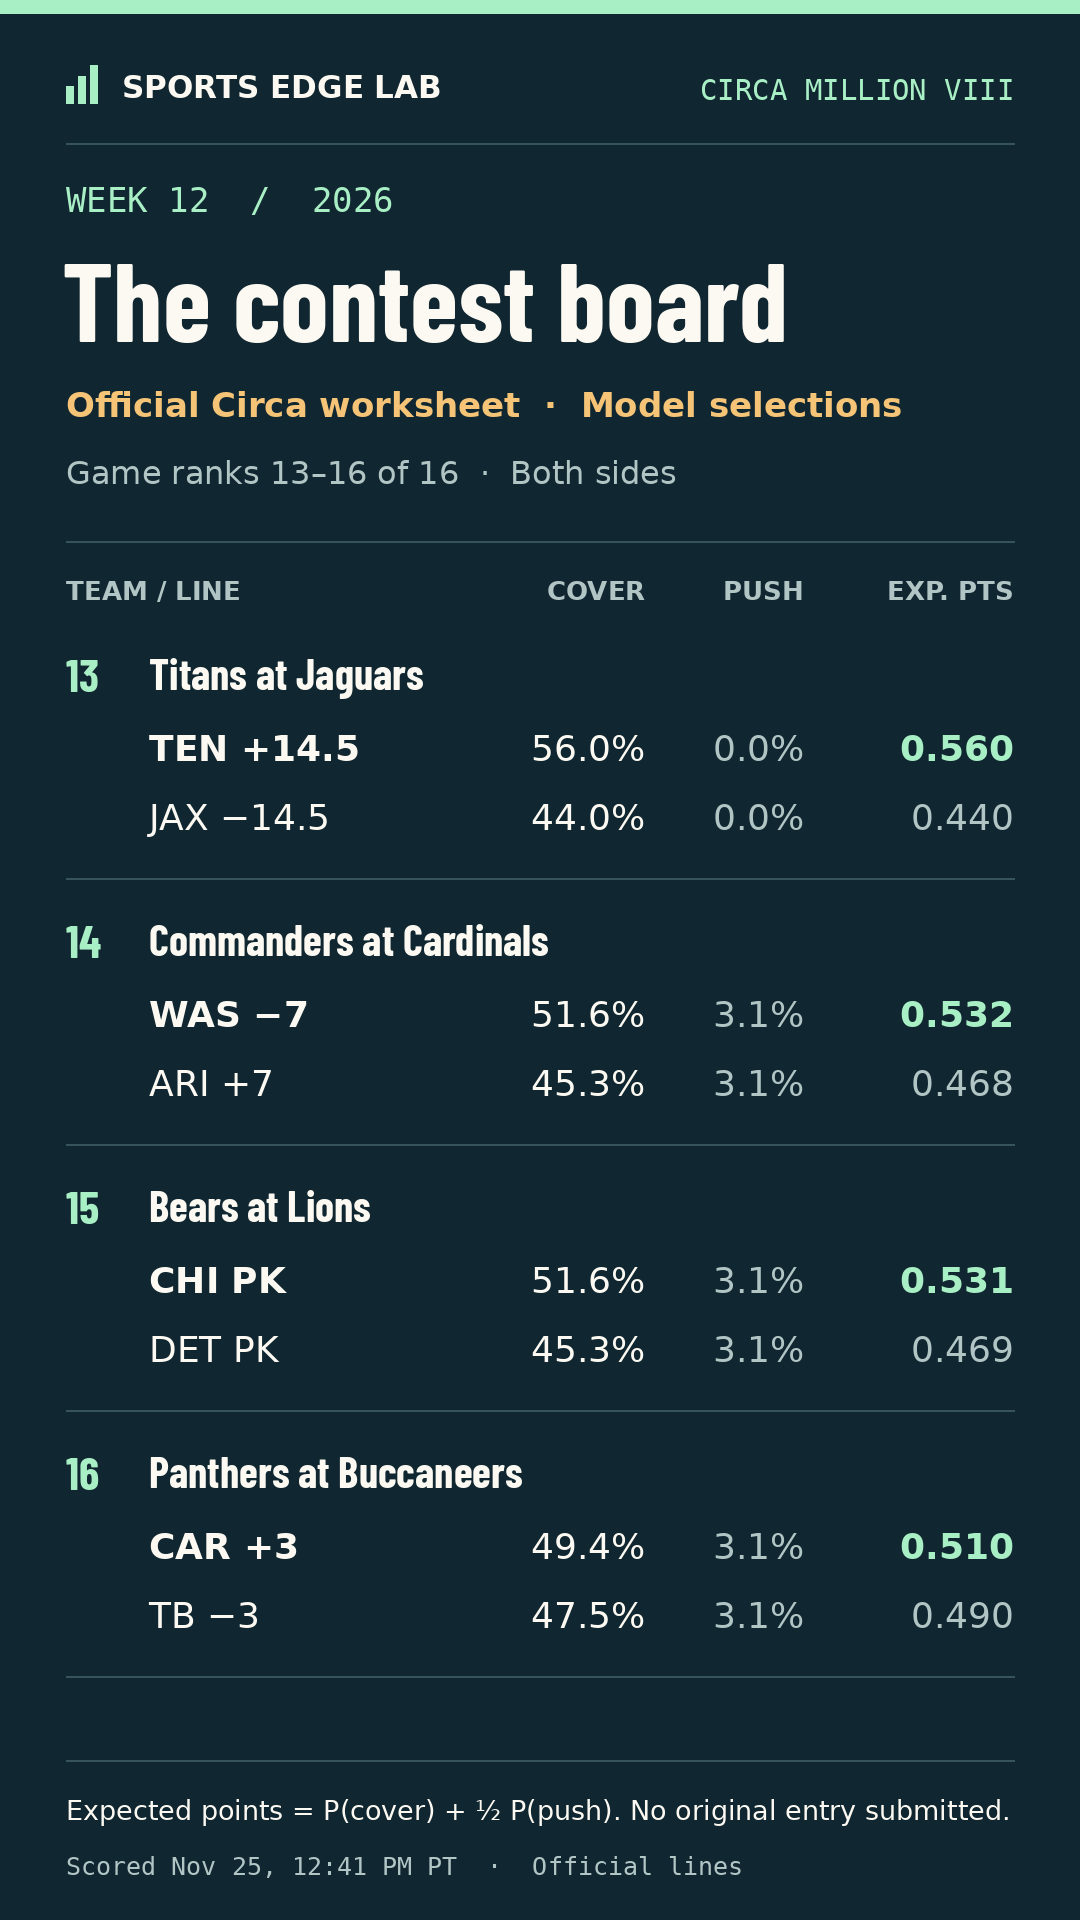 SPORTS EDGE LAB CIRCA MILLION VIII
WEEK 12 / 2026
The contest board
Official Circa worksheet · Model selections
Game ranks 13–16 of 16 · Both sides
TEAM / LINE COVER PUSH EXP. PTS
13 Titans at Jaguars
TEN +14.5 56.0% 0.0% 0.560
JAX −14.5 44.0% 0.0% 0.440
14 Commanders at Cardinals
WAS −7 51.6% 3.1% 0.532
ARI +7 45.3% 3.1% 0.468
15 Bears at Lions
CHI PK 51.6% 3.1% 0.531
DET PK 45.3% 3.1% 0.469
16 Panthers at Buccaneers
CAR +3 49.4% 3.1% 0.510
TB −3 47.5% 3.1% 0.490
Expected points = P(cover) + ½ P(push). No original entry submitted.
Scored Nov 25, 12:41 PM PT · Official lines